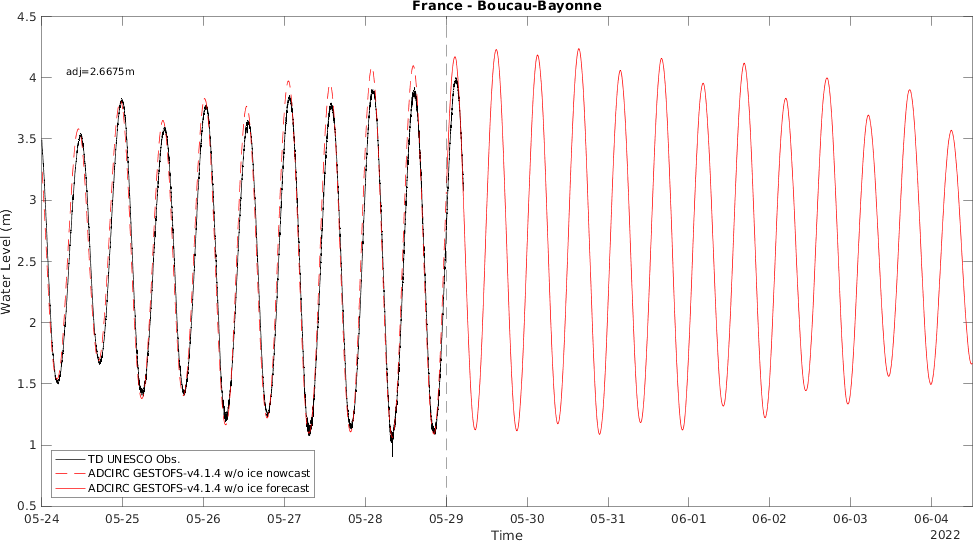 France - Boucau-Bayonne
4.5
4
3.5
3
2.5
2
1.5
1
0.5
Water Level (m)
adj=2.6675m
TD UNESCO Obs.
ADCIRC GESTOFS-v4.1.4 w/o ice nowcast
ADCIRC GESTOFS-v4.1.4 w/o ice forecast
05-24 05-25 05-26 05-27 05-28 05-29 05-30 05-31 06-01 06-02 06-03 06-04
2022
Time